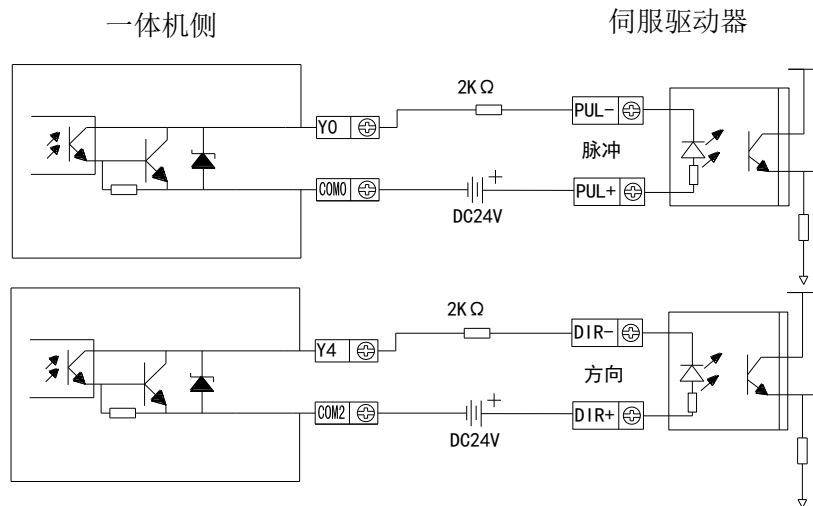 一体机侧 伺服驱动器
2KΩ
Y0 PUL-
脉冲
COM0 + PUL+
DC24V
2KΩ
Y4 DIR-
方向
COM2 + DIR+
DC24V